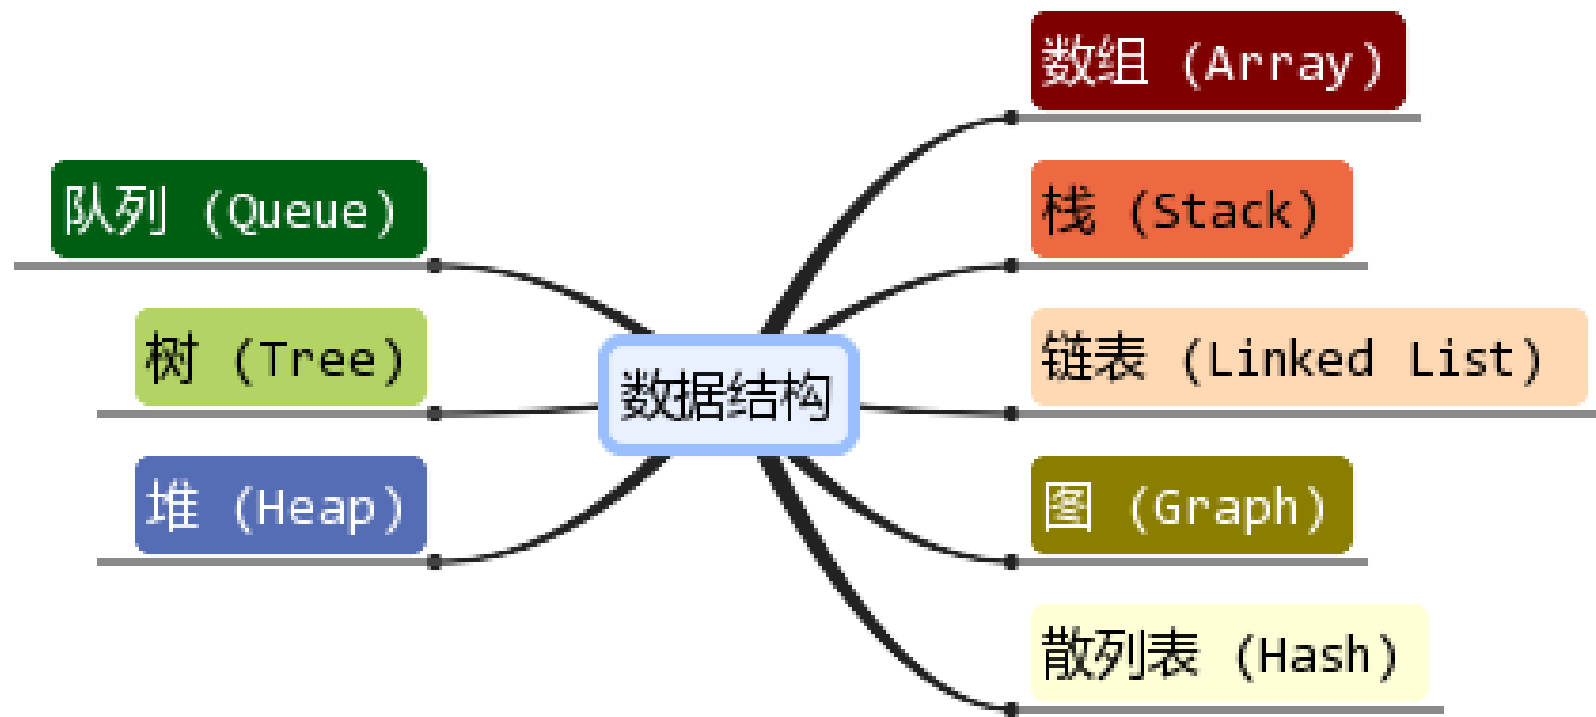 数组 (Array)
队列 (Queue)
栈 (Stack)
树 (Tree)
链表 (Linked List)
数据结构
堆 (Heap)
图 (Graph)
散列表 (Hash)